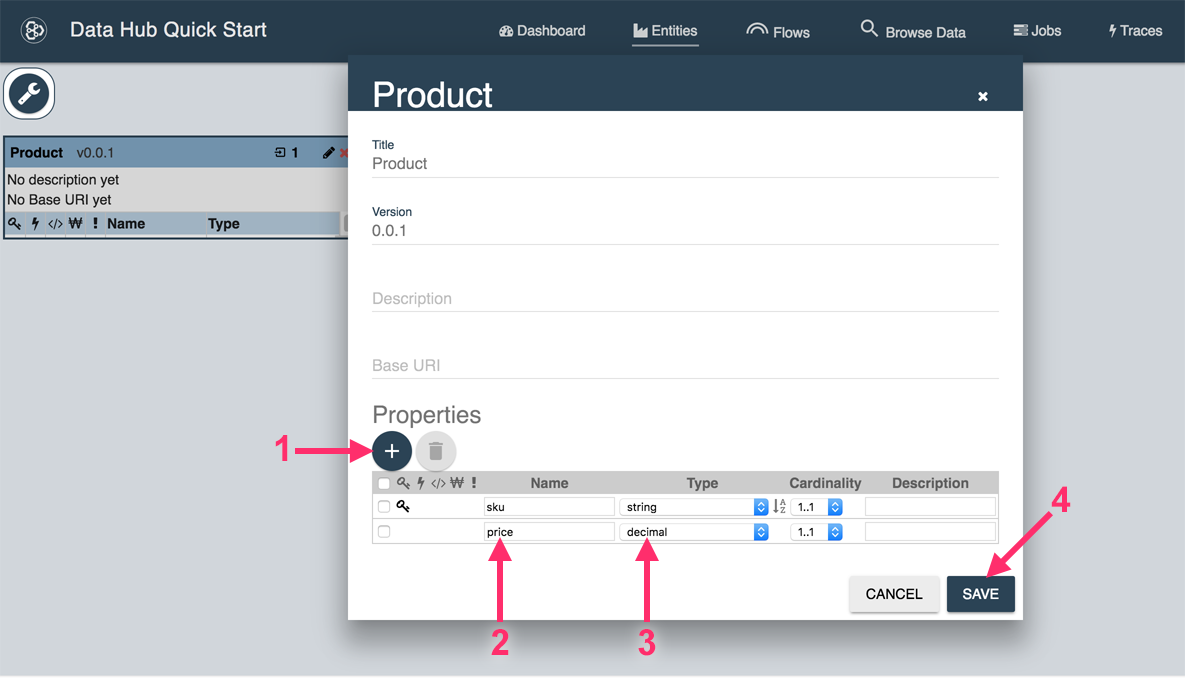 Data Hub Quick Start
Dashboard
Entities
Flows
Browse Data
Jobs
Traces
Product v0.0.1 1
No description yet
No Base URI yet
</> ₩ ! Name Type
Product
Title
Product
Version
0.0.1
Description
Base URI
Properties
1
+
</> ₩ ! Name Type Cardinality Description
sku string A Z 1..1
price decimal 1..1
4
CANCEL SAVE
2
3